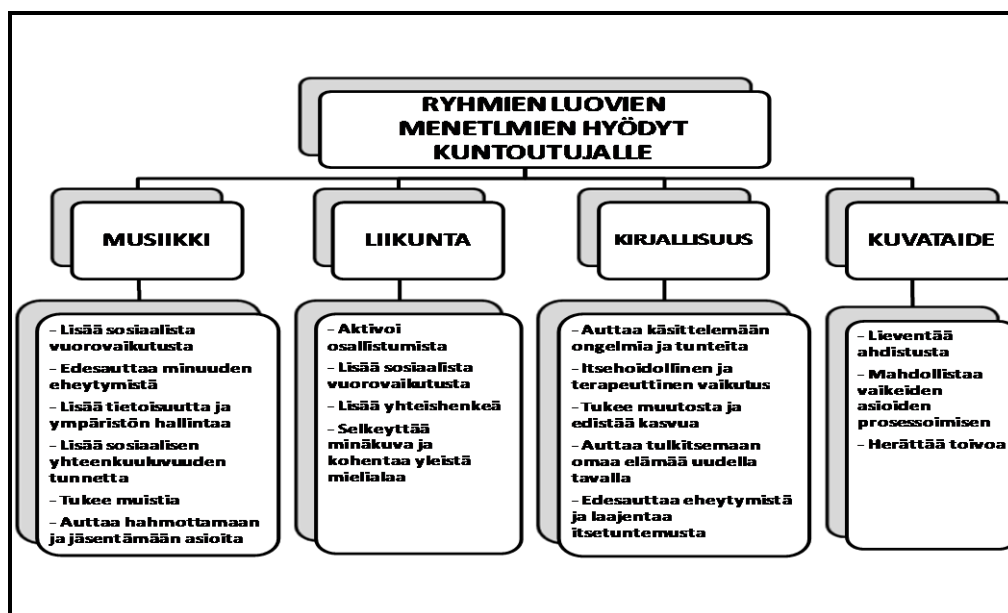 RYHMIEN LUOVIEN
MENETLMIEN HYÖDYT
KUNTOUTUJALLE
MUSIIKKI
LIIKUNTA
KIRJALLISUUS
KUVATAIDE
- Lisää sosiaalista
vuorovaikutusta
- Edesauttaa minuuden
eheytymistä
- Lisää tietoisuutta ja
ympäristön hallintaa
- Lisää sosiaalisen
yhteenkuuluvuuden
tunnetta
- Tukee muistia
- Auttaa hahmottamaan
ja jäsentämään asioita
- Aktivoi
osallistumista
- Lisää sosiaalista
vuorovaikutusta
- Lisää yhteishenkeä
- Selkeyttää
minäkuva ja
kohentaa yleistä
mielialaa
- Auttaa käsittelemään
ongelmia ja tunteita
- Itsehoidollinen ja
terapeuttinen vaikutus
- Tukee muutosta ja
edistää kasvua
- Auttaa tulkitsemaan
omaa elämää uudella
tavalla
- Edesauttaa eheytymistä
ja laajentaa
itsetuntemusta
- Lieventää
ahdistusta
- Mahdollistaa
vaikeiden
asioiden
prosessoimisen
- Herättää toivoa